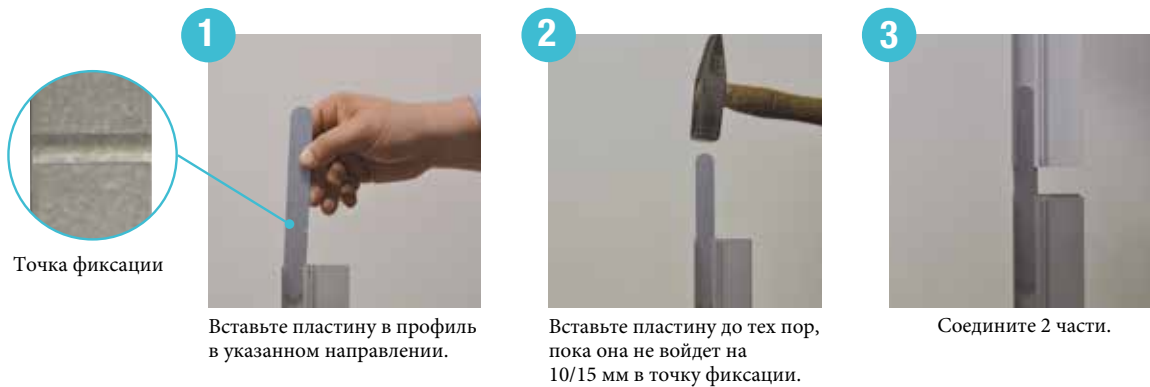 1
2
3
Точка фиксации
Вставьте пластину в профиль
в указанном направлении.
Вставьте пластину до тех пор,
пока она не войдет на
10/15 мм в точку фиксации.
Соедините 2 части.